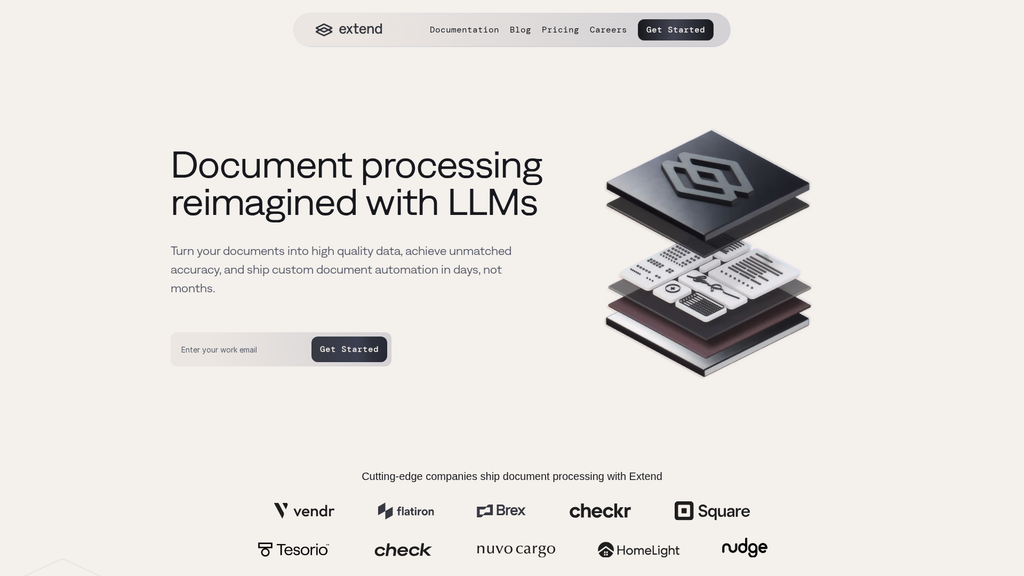 extend
Documentation Blog Pricing Careers Get Started
Document processing
reimagined with LLMs
Turn your documents into high quality data, achieve unmatched
accuracy, and ship custom document automation in days, not
months.
Enter your work email Get Started
Cutting-edge companies ship document processing with Extend
vendr flatiron Brex checkr Square
Tesorio check nuvocargo HomeLight nudge